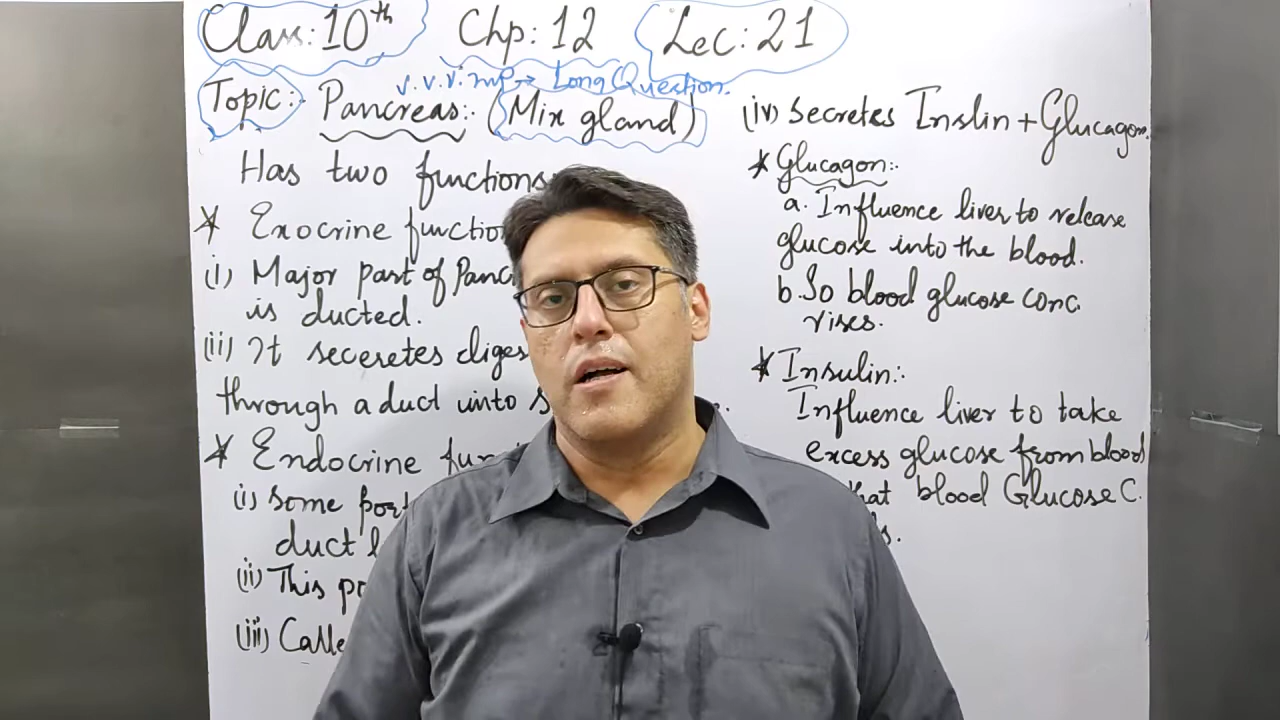 Class: 10th Chp: 12 Lec: 21
v.v.v. imp → Long Question.
Topic:- Pancreas:- (Mix gland)
Has two functions
* Exocrine functio
(i) Major part of Panc
is ducted.
(ii) It seceretes diges
through a duct into s
* Endocrine fun
(i) Some por
duct l
(ii) This po
(iii) Calle
(iv) Secretes Inslin + Glucagon.
* Glucagon:-
a. Influence liver to release
glucose into the blood.
b. So blood glucose conc
rises.
* Insulin:-
Influence liver to take
excess glucose from blood
that blood Glucose C.
s.